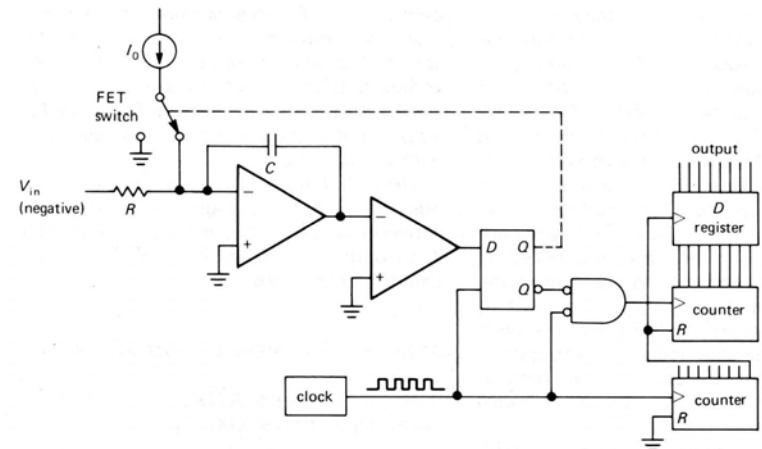 I0
FET
switch
output
C
Vin
(negative)
R
−
+
−
+
D
Q
Q
D
register
counter
R
clock
counter
R